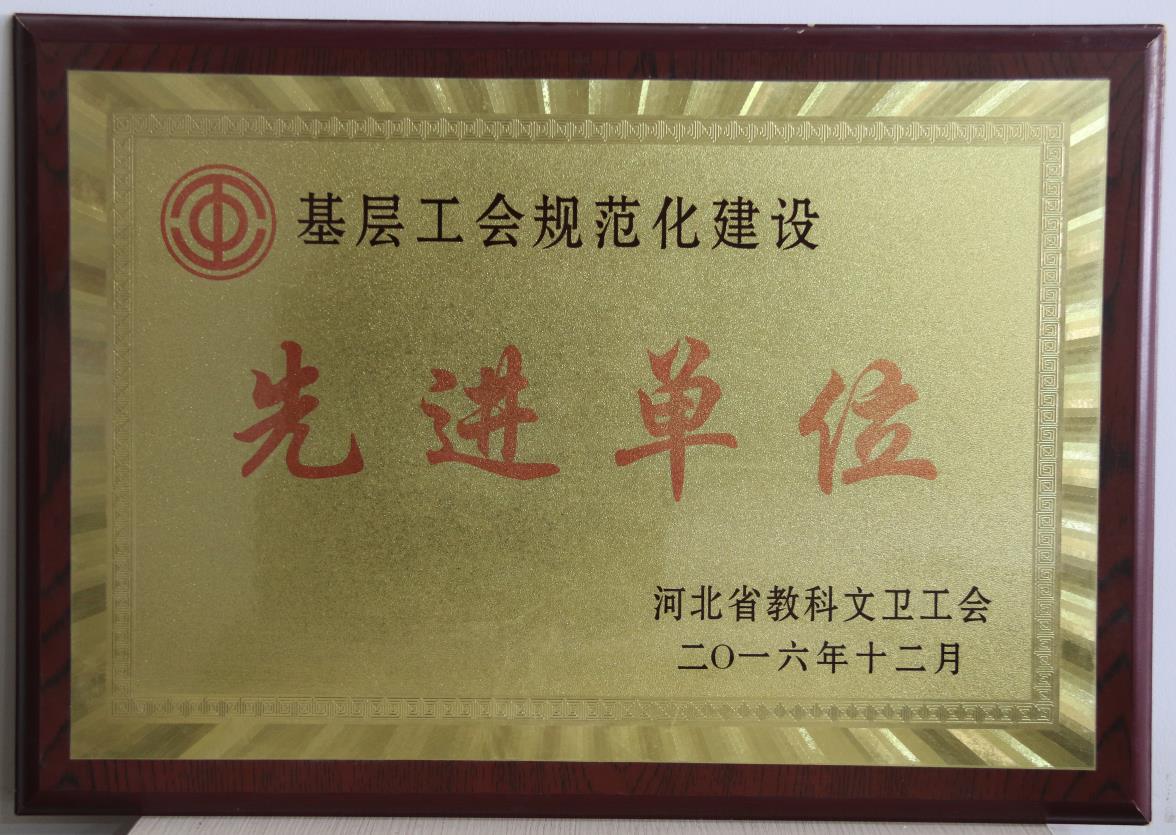 基层工会规范化建设
先进单位
河北省教科文卫工会
二〇一六年十二月